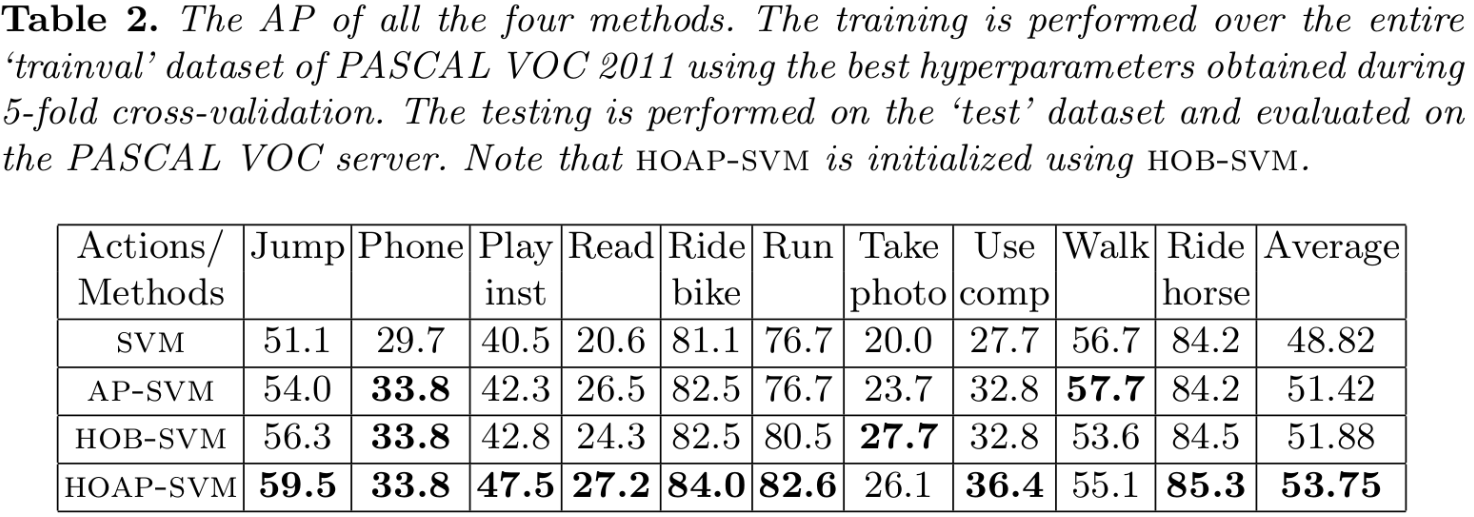 Table 2. The AP of all the four methods. The training is performed over the entire
‘trainval’ dataset of PASCAL VOC 2011 using the best hyperparameters obtained during
5-fold cross-validation. The testing is performed on the ‘test’ dataset and evaluated on
the PASCAL VOC server. Note that HOAP-SVM is initialized using HOB-SVM.
Actions/ Jump Phone Play Read Ride Run Take Use Walk Ride Average
Methods inst bike photo comp horse
SVM 51.1 29.7 40.5 20.6 81.1 76.7 20.0 27.7 56.7 84.2 48.82
AP-SVM 54.0 33.8 42.3 26.5 82.5 76.7 23.7 32.8 57.7 84.2 51.42
HOB-SVM 56.3 33.8 42.8 24.3 82.5 80.5 27.7 32.8 53.6 84.5 51.88
HOAP-SVM 59.5 33.8 47.5 27.2 84.0 82.6 26.1 36.4 55.1 85.3 53.75